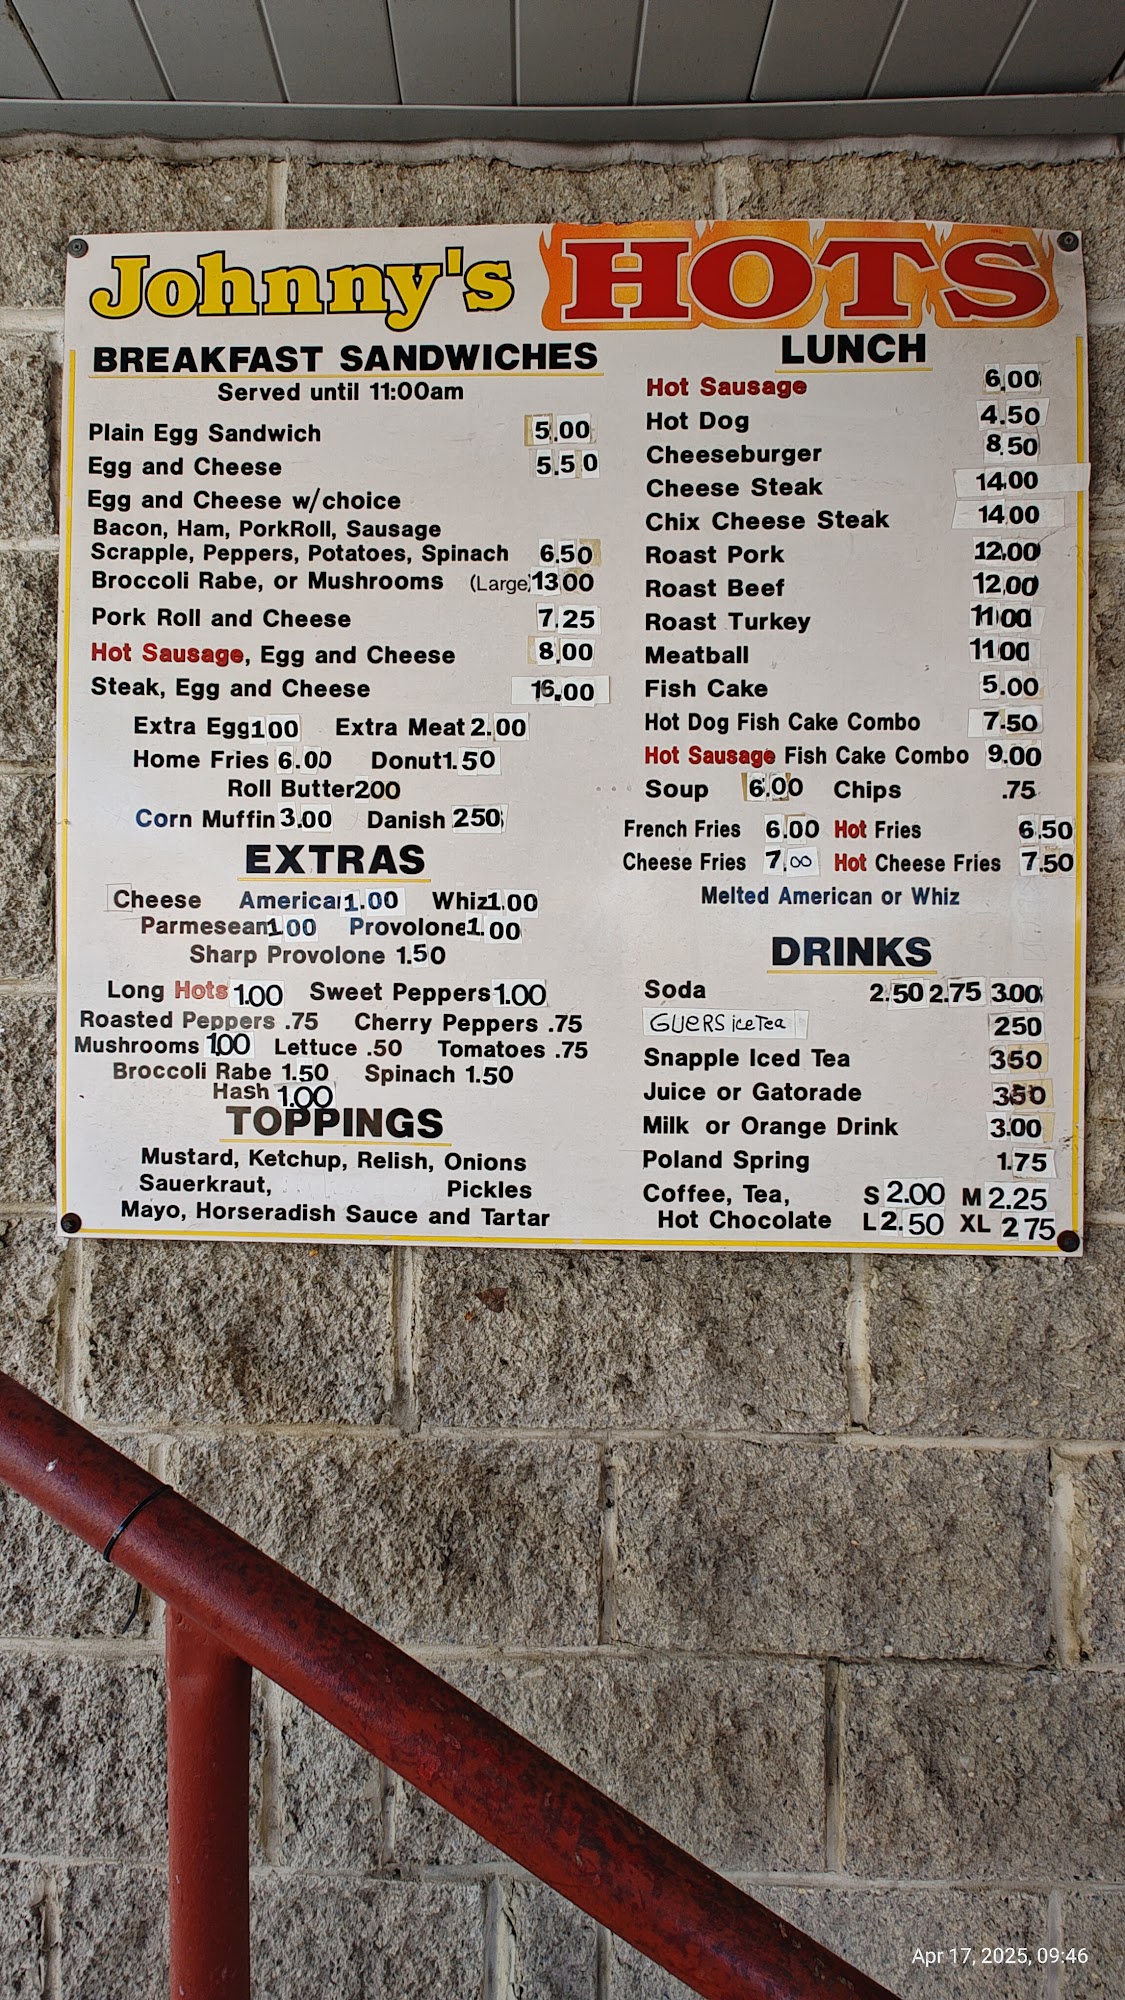 Johnny's HOTS
BREAKFAST SANDWICHES
Served until 11:00am
Plain Egg Sandwich 5.00
Egg and Cheese 5.50
Egg and Cheese w/choice
Bacon, Ham, PorkRoll, Sausage
Scrapple, Peppers, Potatoes, Spinach 6.50
Broccoli Rabe, or Mushrooms (Large) 13.00
Pork Roll and Cheese 7.25
Hot Sausage, Egg and Cheese 8.00
Steak, Egg and Cheese 16.00
Extra Egg 1 00 Extra Meat 2.00
Home Fries 6.00 Donut 1.50
Roll Butter 200
Corn Muffin 3.00 Danish 250
EXTRAS
Cheese American 1.00 Whiz 1.00
Parmesean 1.00 Provolone 1.00
Sharp Provolone 1.50
Long Hots 1.00 Sweet Peppers 1.00
Roasted Peppers .75 Cherry Peppers .75
Mushrooms 1.00 Lettuce .50 Tomatoes .75
Broccoli Rabe 1.50 Spinach 1.50
Hash 1.00
TOPPINGS
Mustard, Ketchup, Relish, Onions
Sauerkraut, Pickles
Mayo, Horseradish Sauce and Tartar
LUNCH
Hot Sausage 6.00
Hot Dog 4.50
Cheeseburger 8.50
Cheese Steak 14.00
Chix Cheese Steak 14.00
Roast Pork 12.00
Roast Beef 12.00
Roast Turkey 11.00
Meatball 11.00
Fish Cake 5.00
Hot Dog Fish Cake Combo 7.50
Hot Sausage Fish Cake Combo 9.00
Soup 6.00 Chips .75
French Fries 6.00 Hot Fries 6.50
Cheese Fries 7.00 Hot Cheese Fries 7.50
Melted American or Whiz
DRINKS
Soda 2.50 2.75 3.00
GUERS ice Tea 250
Snapple Iced Tea 350
Juice or Gatorade 350
Milk or Orange Drink 3.00
Poland Spring 1.75
Coffee, Tea, S 2.00 M 2.25
Hot Chocolate L 2.50 XL 2 75
Apr 17, 2025, 09:46